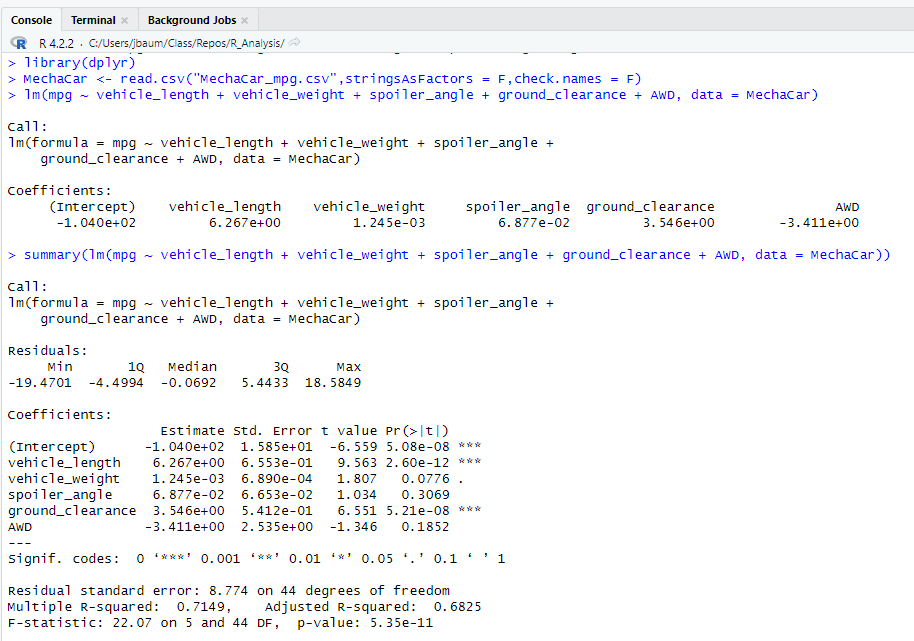 Console Terminal Background Jobs
R 4.2.2 · C:/Users/jbaum/Class/Repos/R_Analysis/
> library(dplyr)
> MechaCar <- read.csv("MechaCar_mpg.csv",stringsAsFactors = F,check.names = F)
> lm(mpg ~ vehicle_length + vehicle_weight + spoiler_angle + ground_clearance + AWD, data = MechaCar)
Call:
lm(formula = mpg ~ vehicle_length + vehicle_weight + spoiler_angle +
    ground_clearance + AWD, data = MechaCar)
Coefficients:
     (Intercept)    vehicle_length    vehicle_weight     spoiler_angle  ground_clearance               AWD
      -1.040e+02         6.267e+00         1.245e-03         6.877e-02         3.546e+00        -3.411e+00
> summary(lm(mpg ~ vehicle_length + vehicle_weight + spoiler_angle + ground_clearance + AWD, data = MechaCar))
Call:
lm(formula = mpg ~ vehicle_length + vehicle_weight + spoiler_angle +
    ground_clearance + AWD, data = MechaCar)
Residuals:
     Min       1Q   Median       3Q      Max
-19.4701  -4.4994  -0.0692   5.4433  18.5849
Coefficients:
                   Estimate Std. Error t value Pr(>|t|)
(Intercept)      -1.040e+02  1.585e+01  -6.559 5.08e-08 ***
vehicle_length    6.267e+00  6.553e-01   9.563 2.60e-12 ***
vehicle_weight    1.245e-03  6.890e-04   1.807   0.0776 .
spoiler_angle     6.877e-02  6.653e-02   1.034   0.3069
ground_clearance  3.546e+00  5.412e-01   6.551 5.21e-08 ***
AWD              -3.411e+00  2.535e+00  -1.346   0.1852
---
Signif. codes:  0 ‘***’ 0.001 ‘**’ 0.01 ‘*’ 0.05 ‘.’ 0.1 ‘ ’ 1
Residual standard error: 8.774 on 44 degrees of freedom
Multiple R-squared:  0.7149,    Adjusted R-squared:  0.6825
F-statistic: 22.07 on 5 and 44 DF,  p-value: 5.35e-11